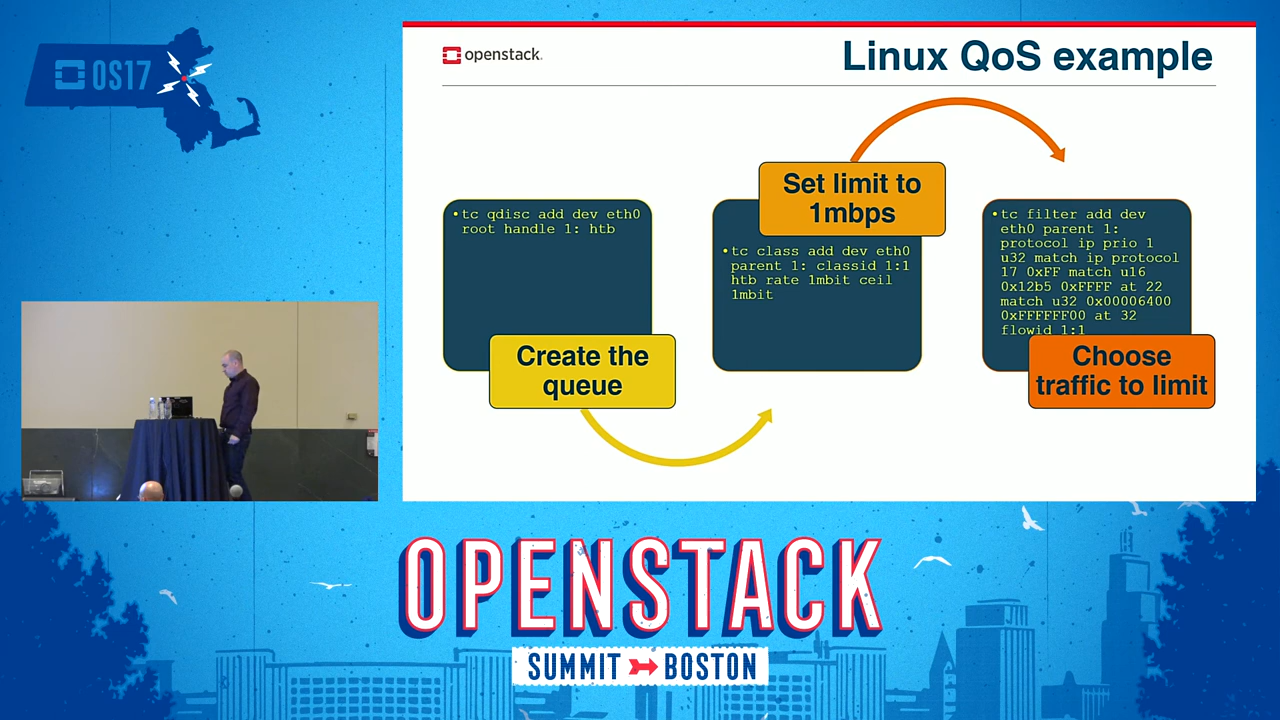 OS17
openstack.
Linux QoS example
•tc qdisc add dev eth0
root handle 1: htb
Create the
queue
Set limit to
1mbps
•tc class add dev eth0
parent 1: classid 1:1
htb rate 1mbit ceil
1mbit
•tc filter add dev
eth0 parent 1:
protocol ip prio 1
u32 match ip protocol
17 0xFF match u16
0x12b5 0xFFFF at 22
match u32 0x00006400
0xFFFFFF00 at 32
flowid 1:1
Choose
traffic to limit
OPENSTACK
SUMMIT BOSTON